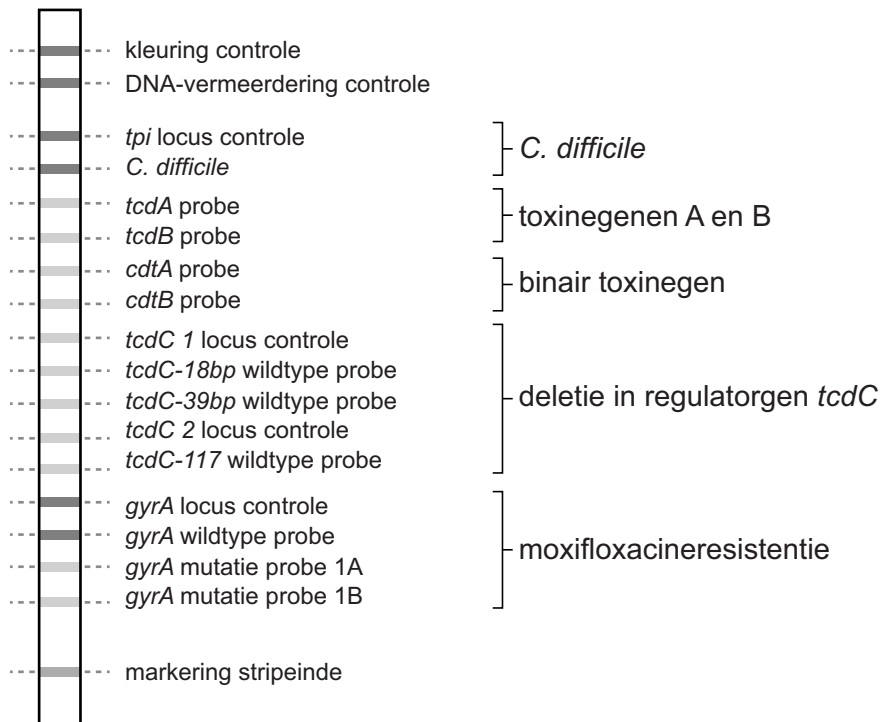 kleuring controle
DNA-vermeerdering controle
tpi locus controle
C. difficile
C. difficile
tcdA probe
tcdB probe
toxinegenen A en B
cdtA probe
cdtB probe
binair toxinegen
tcdC 1 locus controle
tcdC-18bp wildtype probe
tcdC-39bp wildtype probe
tcdC 2 locus controle
tcdC-117 wildtype probe
deletie in regulatorgen tcdC
gyrA locus controle
gyrA wildtype probe
gyrA mutatie probe 1A
gyrA mutatie probe 1B
moxifloxacineresistentie
markering stripeinde